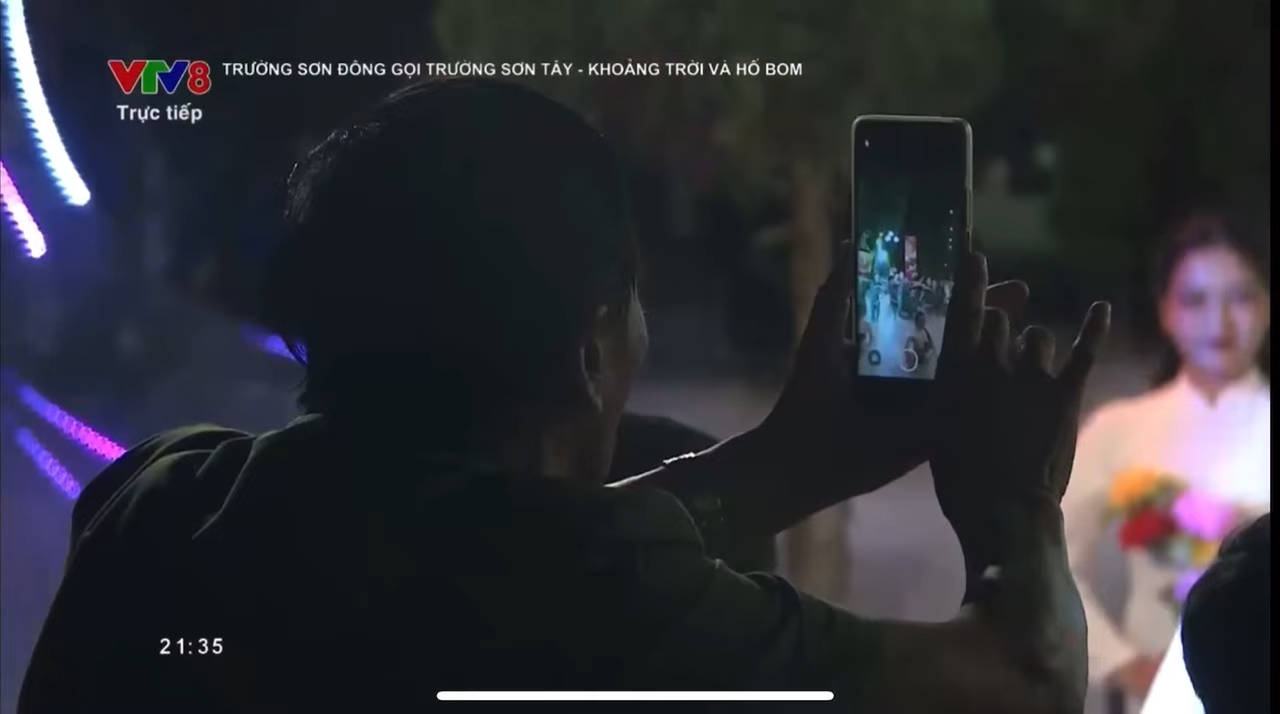 VTV8 TRƯỜNG SƠN ĐÔNG GỌI TRƯỜNG SƠN TÂY - KHOẢNG TRỜI VÀ HỐ BOM
Trực tiếp
21:35